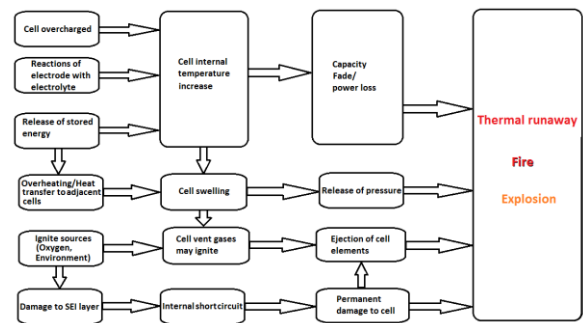 Cell overcharged
Reactions of
electrode with
electrolyte
Release of stored
energy
Cell internal
temperature
increase
Capacity
Fade/
power loss
Thermal runaway
Fire
Explosion
Overheating/Heat
transfer to adjacent
cells
Cell swelling
Release of pressure
Ignite sources
(Oxygen,
Environment)
Cell vent gases
may ignite
Ejection of cell
elements
Damage to SEI layer
Internal short circuit
Permanent
damage to cell